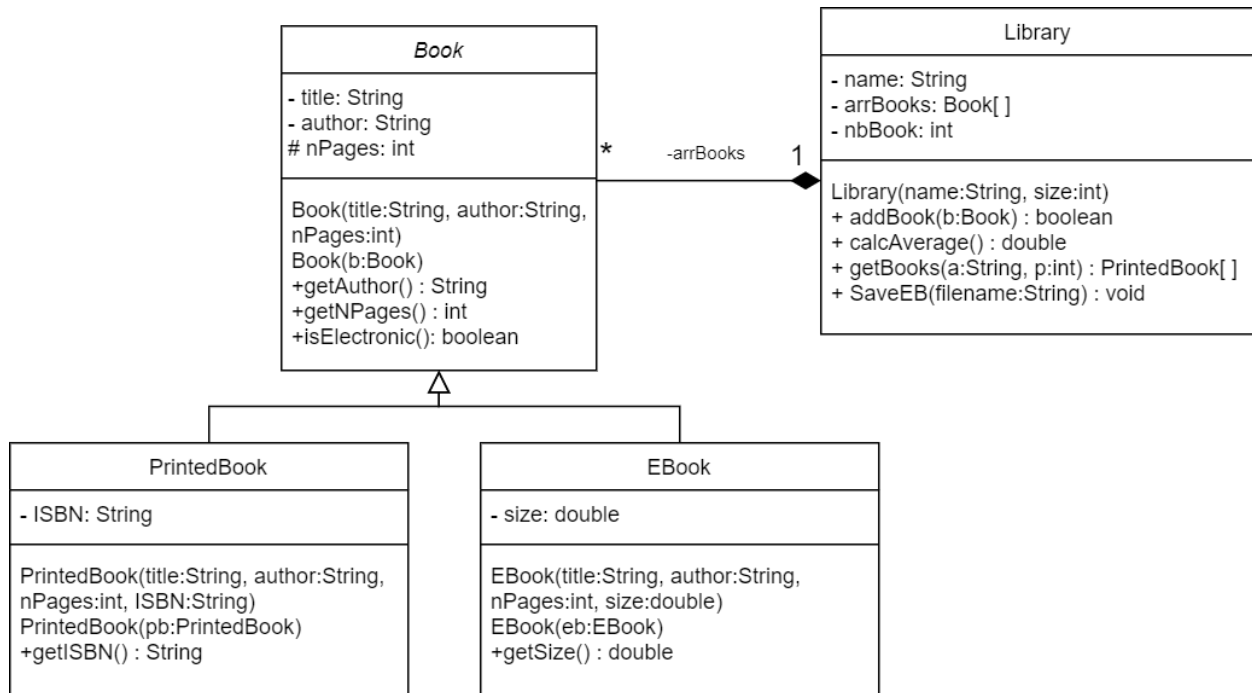 Book
- title: String
- author: String
# nPages: int
Book(title:String, author:String,
nPages:int)
Book(b:Book)
+getAuthor() : String
+getNPages() : int
+isElectronic(): boolean
* -arrBooks 1
Library
- name: String
- arrBooks: Book[ ]
- nbBook: int
Library(name:String, size:int)
+ addBook(b:Book) : boolean
+ calcAverage() : double
+ getBooks(a:String, p:int) : PrintedBook[ ]
+ SaveEB(filename:String) : void
PrintedBook
- ISBN: String
PrintedBook(title:String, author:String,
nPages:int, ISBN:String)
PrintedBook(pb:PrintedBook)
+getISBN() : String
EBook
- size: double
EBook(title:String, author:String,
nPages:int, size:double)
EBook(eb:EBook)
+getSize() : double